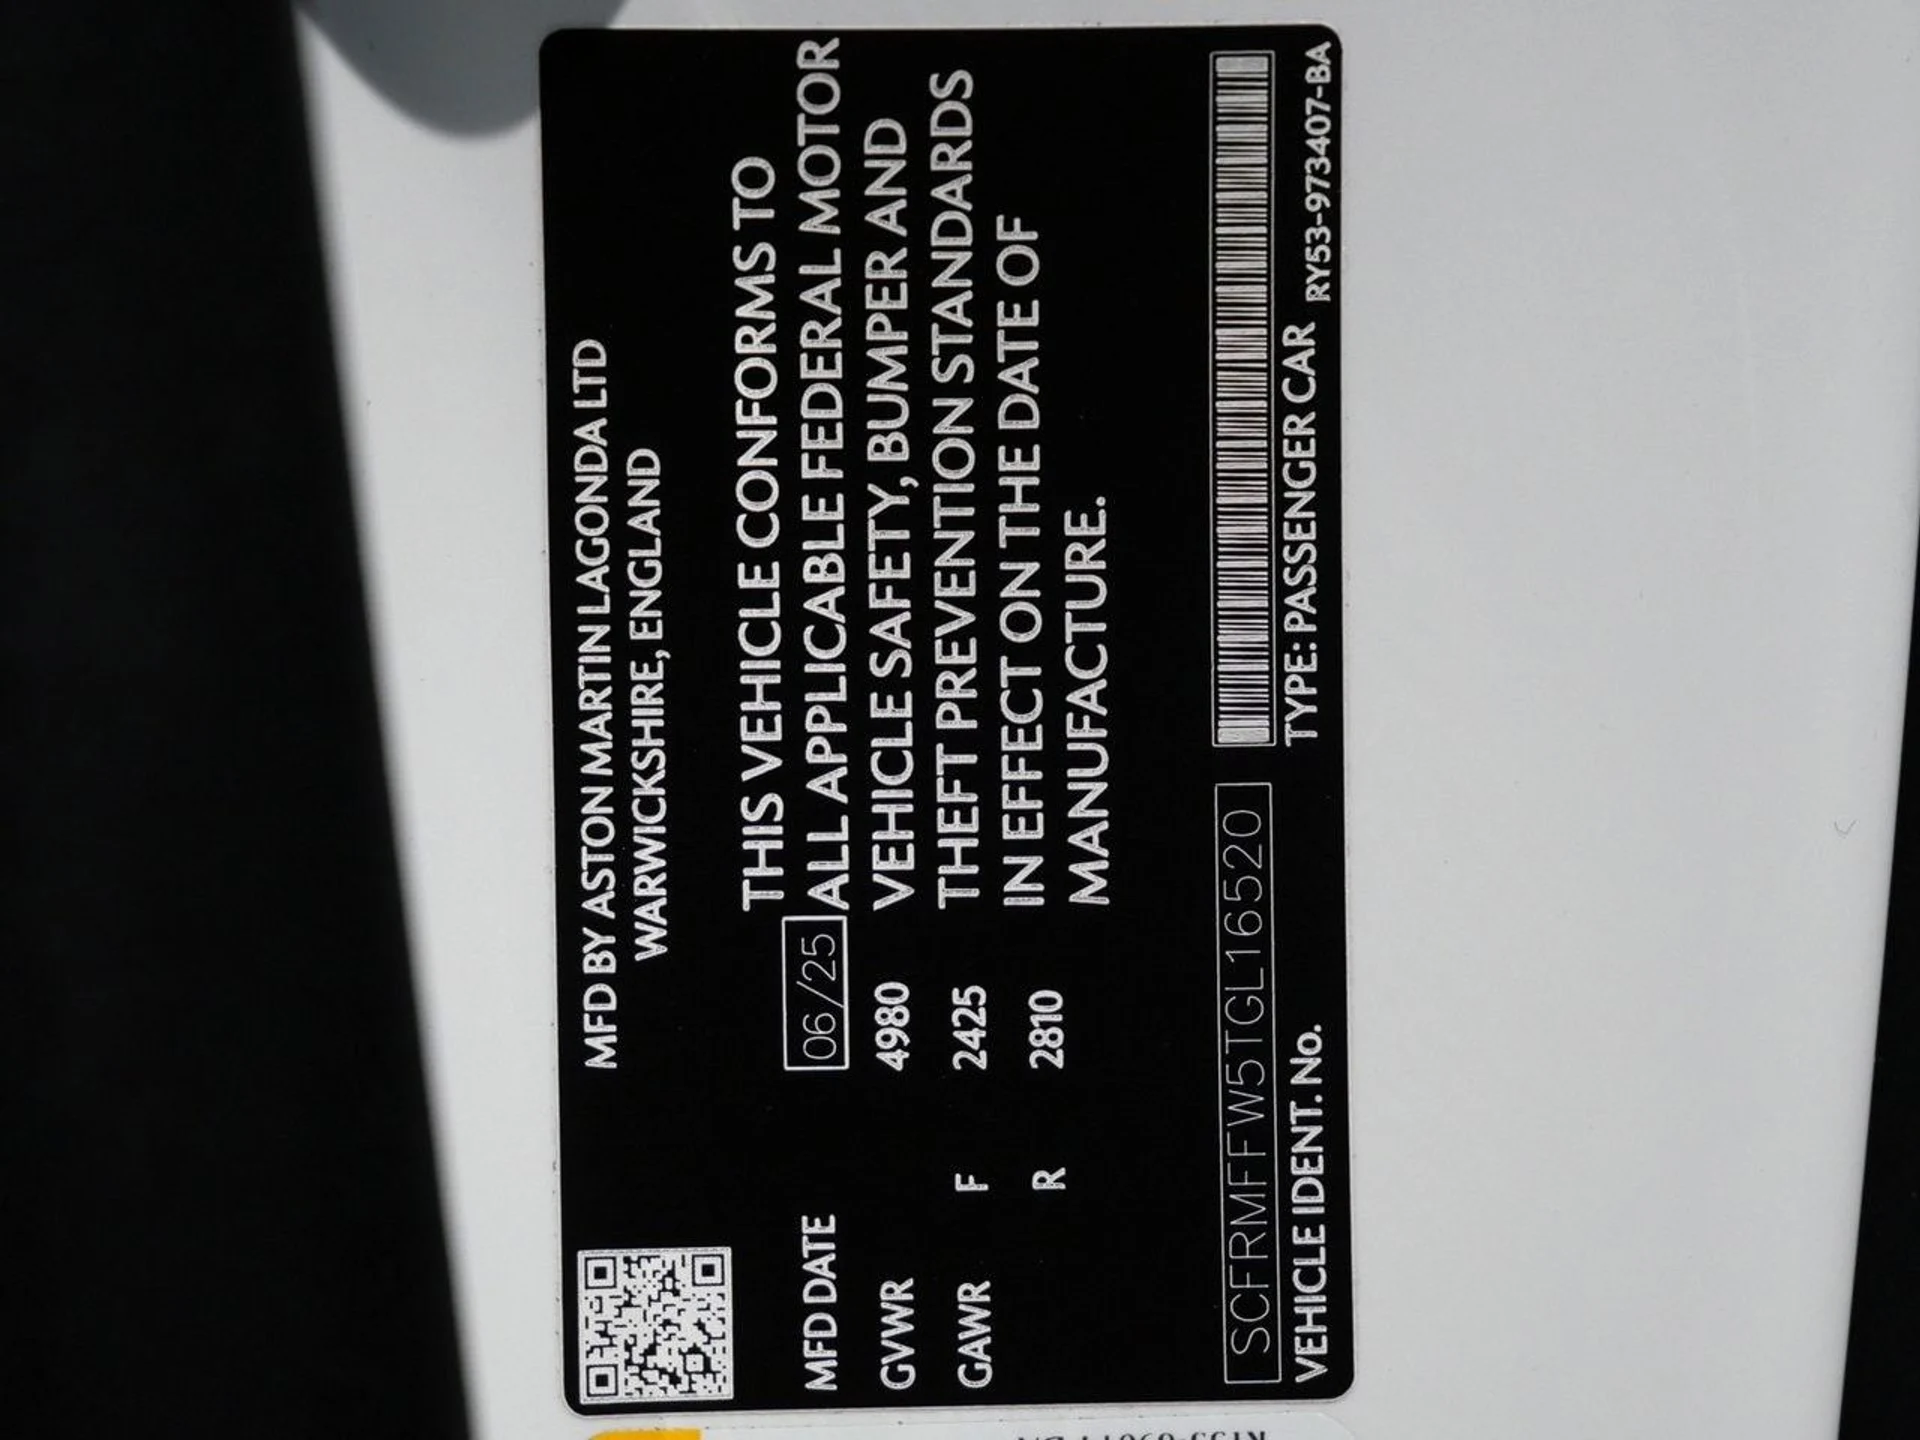 MFD BY ASTON MARTIN LAGONDA LTD
WARWICKSHIRE, ENGLAND
THIS VEHICLE CONFORMS TO
MFD DATE 06/25 ALL APPLICABLE FEDERAL MOTOR
GVWR 4980 VEHICLE SAFETY, BUMPER AND
GAWR F 2425 THEFT PREVENTION STANDARDS
R 2810 IN EFFECT ON THE DATE OF
MANUFACTURE.
SCFRMFFW5TGL16520
VEHICLE IDENT. No. TYPE: PASSENGER CAR
RY53-973407-BA